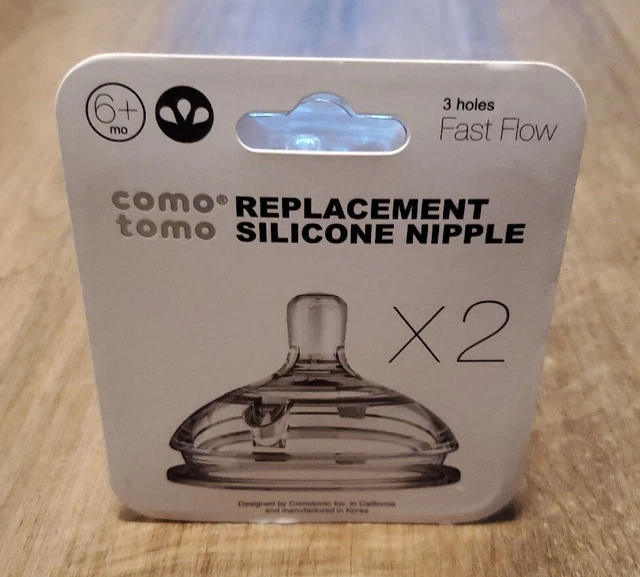 6+
mo
3 holes
Fast Flow
como®
tomo
REPLACEMENT
SILICONE NIPPLE
X2
Designed by Comotomo Inc. in California
and manufactured in Korea